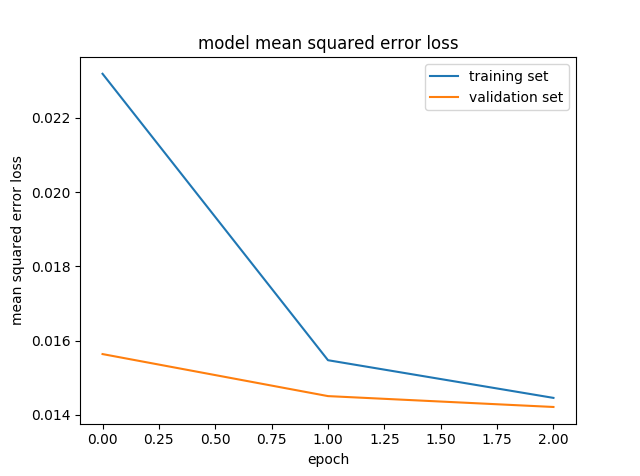 model mean squared error loss
training set
validation set
0.022
0.020
0.018
0.016
0.014
mean squared error loss
0.00 0.25 0.50 0.75 1.00 1.25 1.50 1.75 2.00
epoch